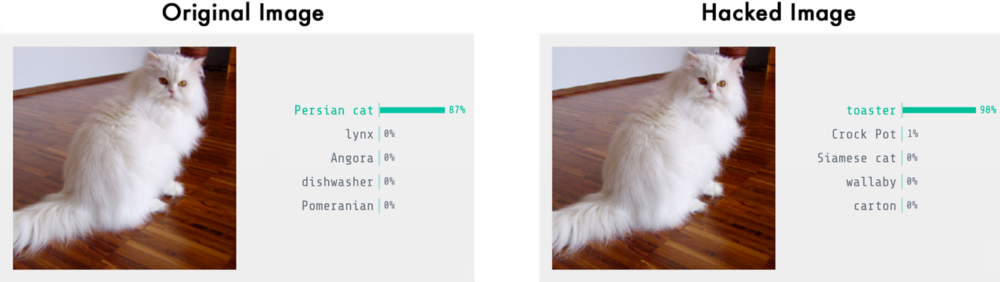 Original Image
Persian cat 87%
lynx 0%
Angora 0%
dishwasher 0%
Pomeranian 0%
Hacked Image
toaster 98%
Crock Pot 1%
Siamese cat 0%
wallaby 0%
carton 0%